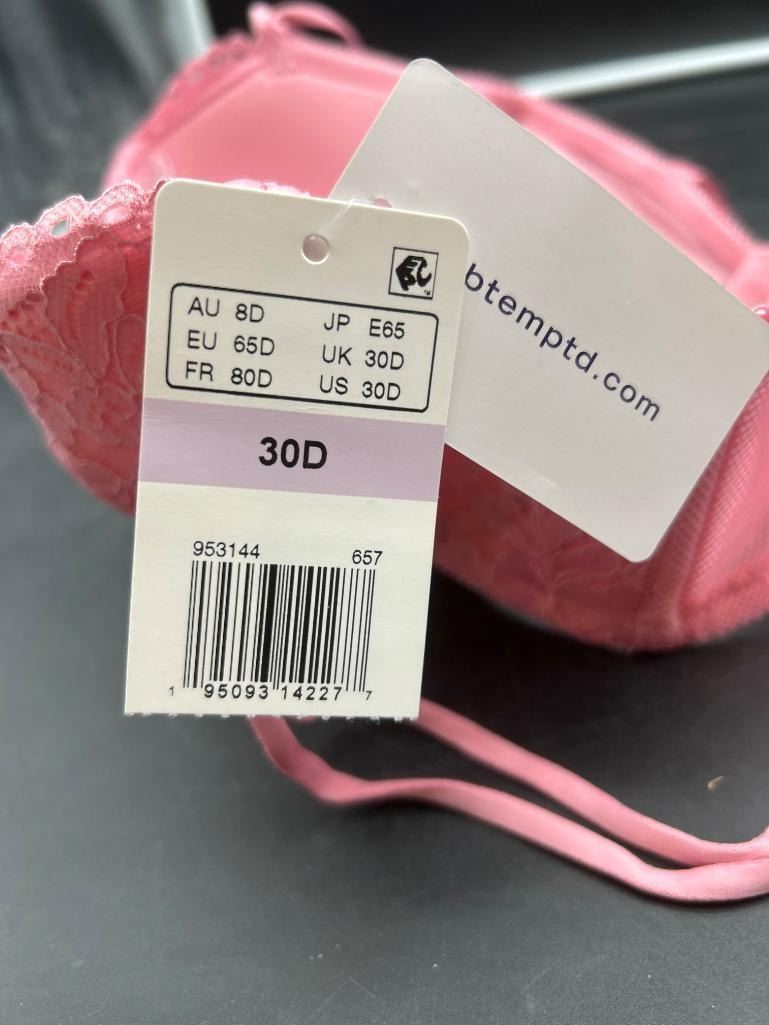 AU 8D JP E65
EU 65D UK 30D
FR 80D US 30D
30D
953144 657
1 95093 14227 7
btemptd.com